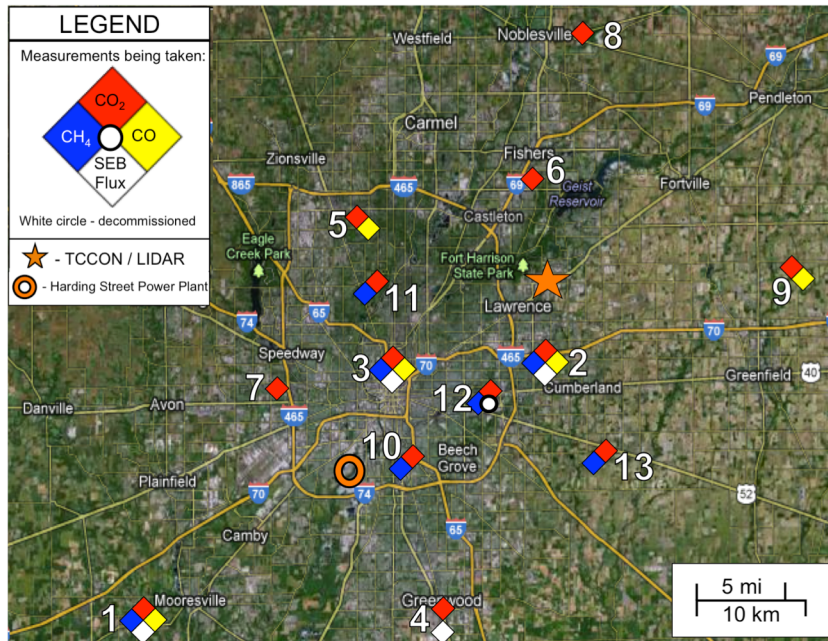 LEGEND
Measurements being taken:
CO₂
CH₄
CO
SEB
Flux
White circle - decommissioned
- TCCON / LIDAR
- Harding Street Power Plant
Westfield
Noblesville
8
69
69
Pendleton
Carmel
Zionsville
Fishers
865
465
69
6
Geist
Reservoir
Fortville
5
Castleton
Eagle
Creek Park
Fort Harrison
State Park
9
11
Lawrence
65
74
70
Speedway
3
70
465
2
Greenfield
40
7
12
Cumberland
Danville
Avon
465
10
Beech
Grove
13
Plainfield
70
74
52
Camby
65
1
Mooresville
4
Greenwood
5 mi
10 km